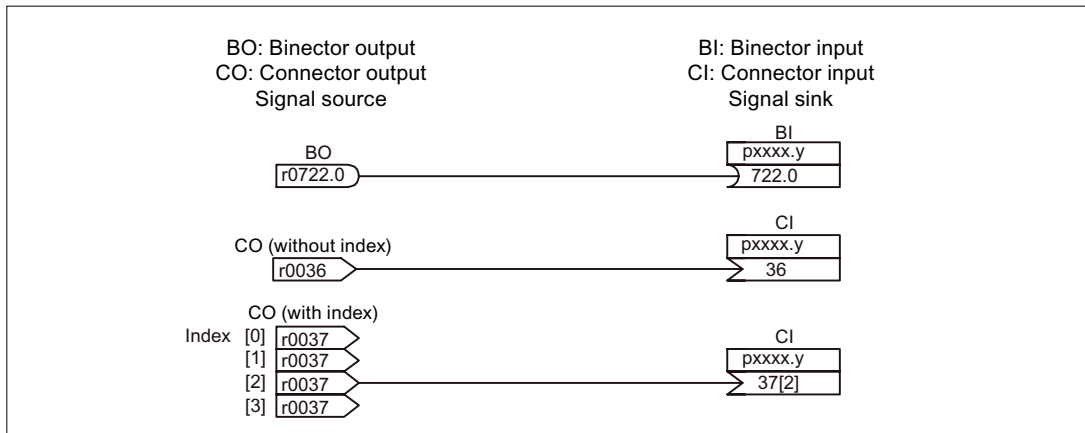 BO: Binector output
CO: Connector output
Signal source
BI: Binector input
CI: Connector input
Signal sink
BO
r0722.0
BI
pxxxx.y
722.0
CO (without index)
r0036
CI
pxxxx.y
36
CO (with index)
Index [0] r0037
[1] r0037
[2] r0037
[3] r0037
CI
pxxxx.y
37[2]